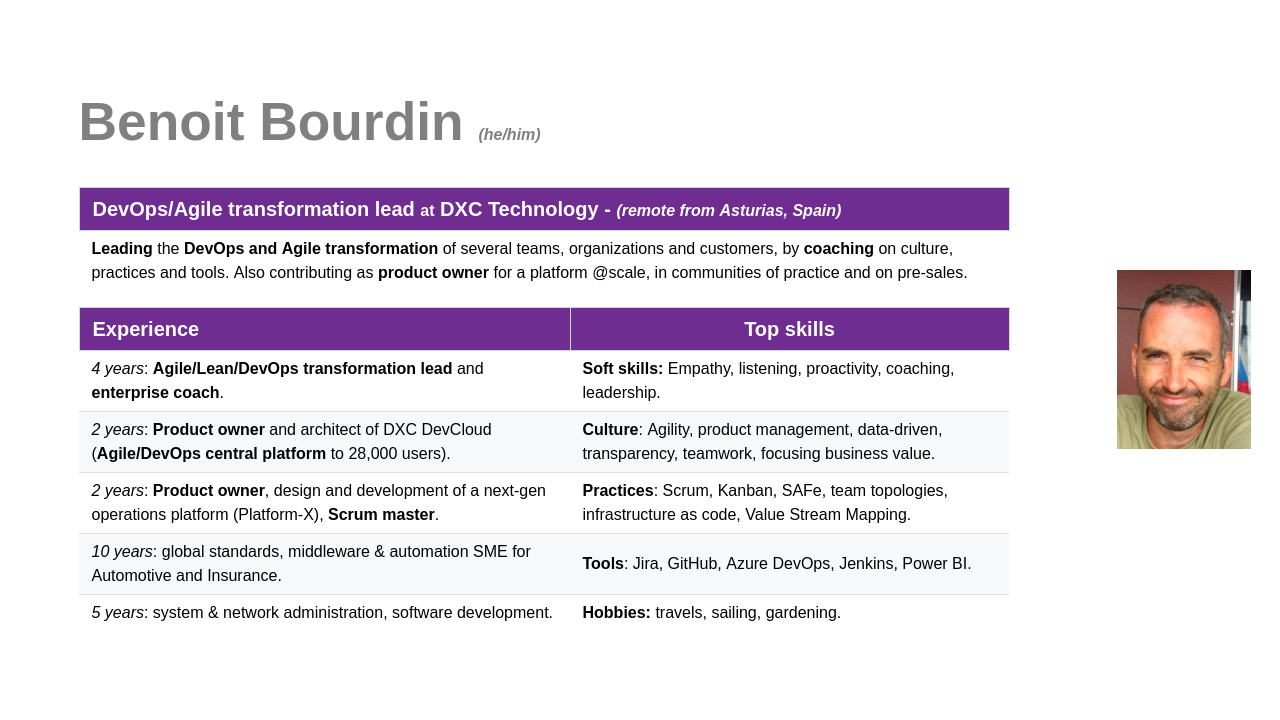 Benoit Bourdin (he/him)
DevOps/Agile transformation lead at DXC Technology - (remote from Asturias, Spain)
Leading the DevOps and Agile transformation of several teams, organizations and customers, by coaching on culture,
practices and tools. Also contributing as product owner for a platform @scale, in communities of practice and on pre-sales.
Experience
Top skills
4 years: Agile/Lean/DevOps transformation lead and
enterprise coach.
Soft skills: Empathy, listening, proactivity, coaching,
leadership.
2 years: Product owner and architect of DXC DevCloud
(Agile/DevOps central platform to 28,000 users).
Culture: Agility, product management, data-driven,
transparency, teamwork, focusing business value.
2 years: Product owner, design and development of a next-gen
operations platform (Platform-X), Scrum master.
Practices: Scrum, Kanban, SAFe, team topologies,
infrastructure as code, Value Stream Mapping.
10 years: global standards, middleware & automation SME for
Automotive and Insurance.
Tools: Jira, GitHub, Azure DevOps, Jenkins, Power BI.
5 years: system & network administration, software development.
Hobbies: travels, sailing, gardening.